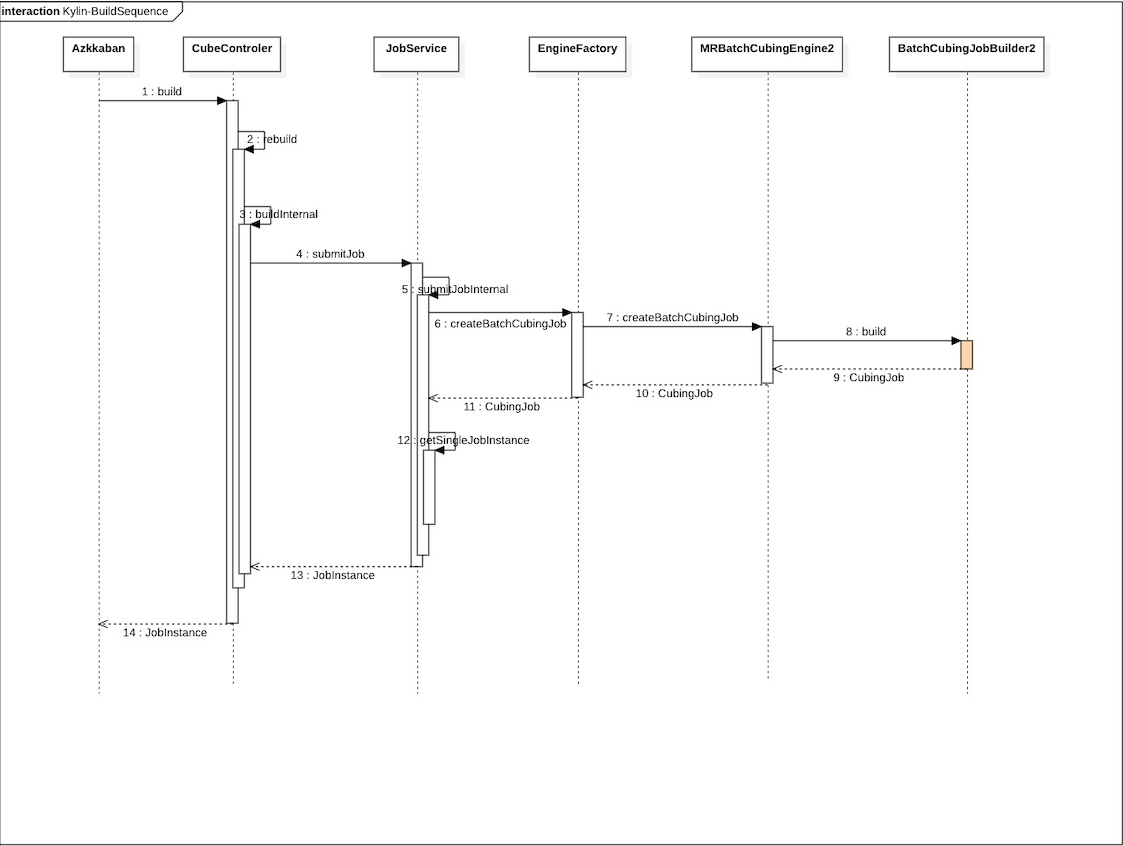 interaction Kylin-BuildSequence
Azkkaban
CubeControler
JobService
EngineFactory
MRBatchCubingEngine2
BatchCubingJobBuilder2
1 : build
2 : rebuild
3 : buildInternal
4 : submitJob
5 : submitJobInternal
6 : createBatchCubingJob
7 : createBatchCubingJob
8 : build
9 : CubingJob
10 : CubingJob
11 : CubingJob
12 : getSingleJobInstance
13 : JobInstance
14 : JobInstance